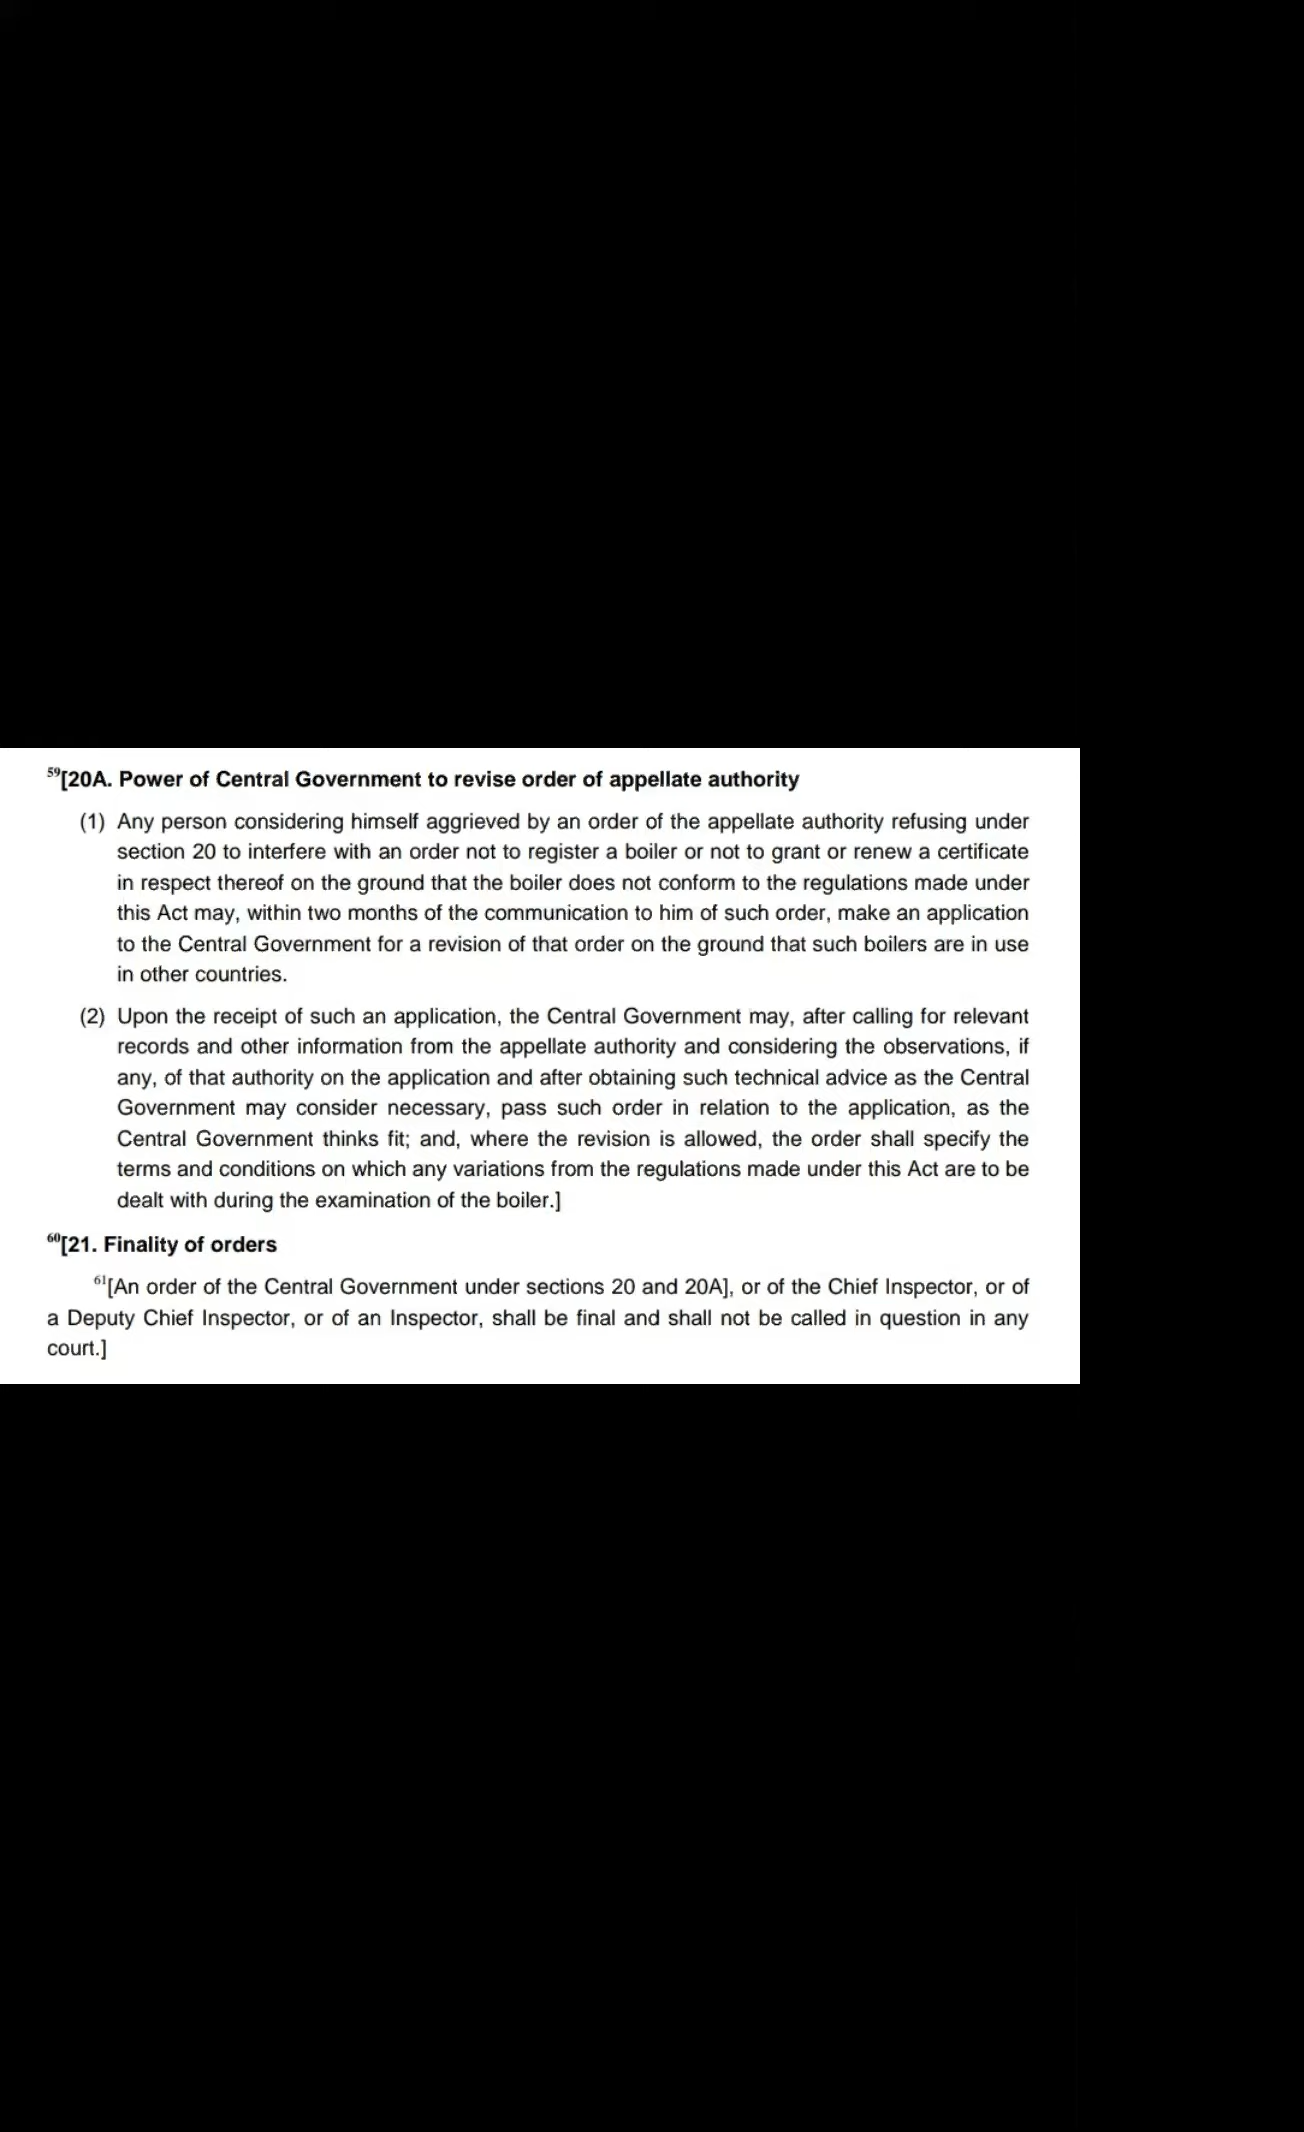 59[20A. Power of Central Government to revise order of appellate authority
(1) Any person considering himself aggrieved by an order of the appellate authority refusing under
section 20 to interfere with an order not to register a boiler or not to grant or renew a certificate
in respect thereof on the ground that the boiler does not conform to the regulations made under
this Act may, within two months of the communication to him of such order, make an application
to the Central Government for a revision of that order on the ground that such boilers are in use
in other countries.
(2) Upon the receipt of such an application, the Central Government may, after calling for relevant
records and other information from the appellate authority and considering the observations, if
any, of that authority on the application and after obtaining such technical advice as the Central
Government may consider necessary, pass such order in relation to the application, as the
Central Government thinks fit; and, where the revision is allowed, the order shall specify the
terms and conditions on which any variations from the regulations made under this Act are to be
dealt with during the examination of the boiler.]
60[21. Finality of orders
61[An order of the Central Government under sections 20 and 20A], or of the Chief Inspector, or of
a Deputy Chief Inspector, or of an Inspector, shall be final and shall not be called in question in any
court.]